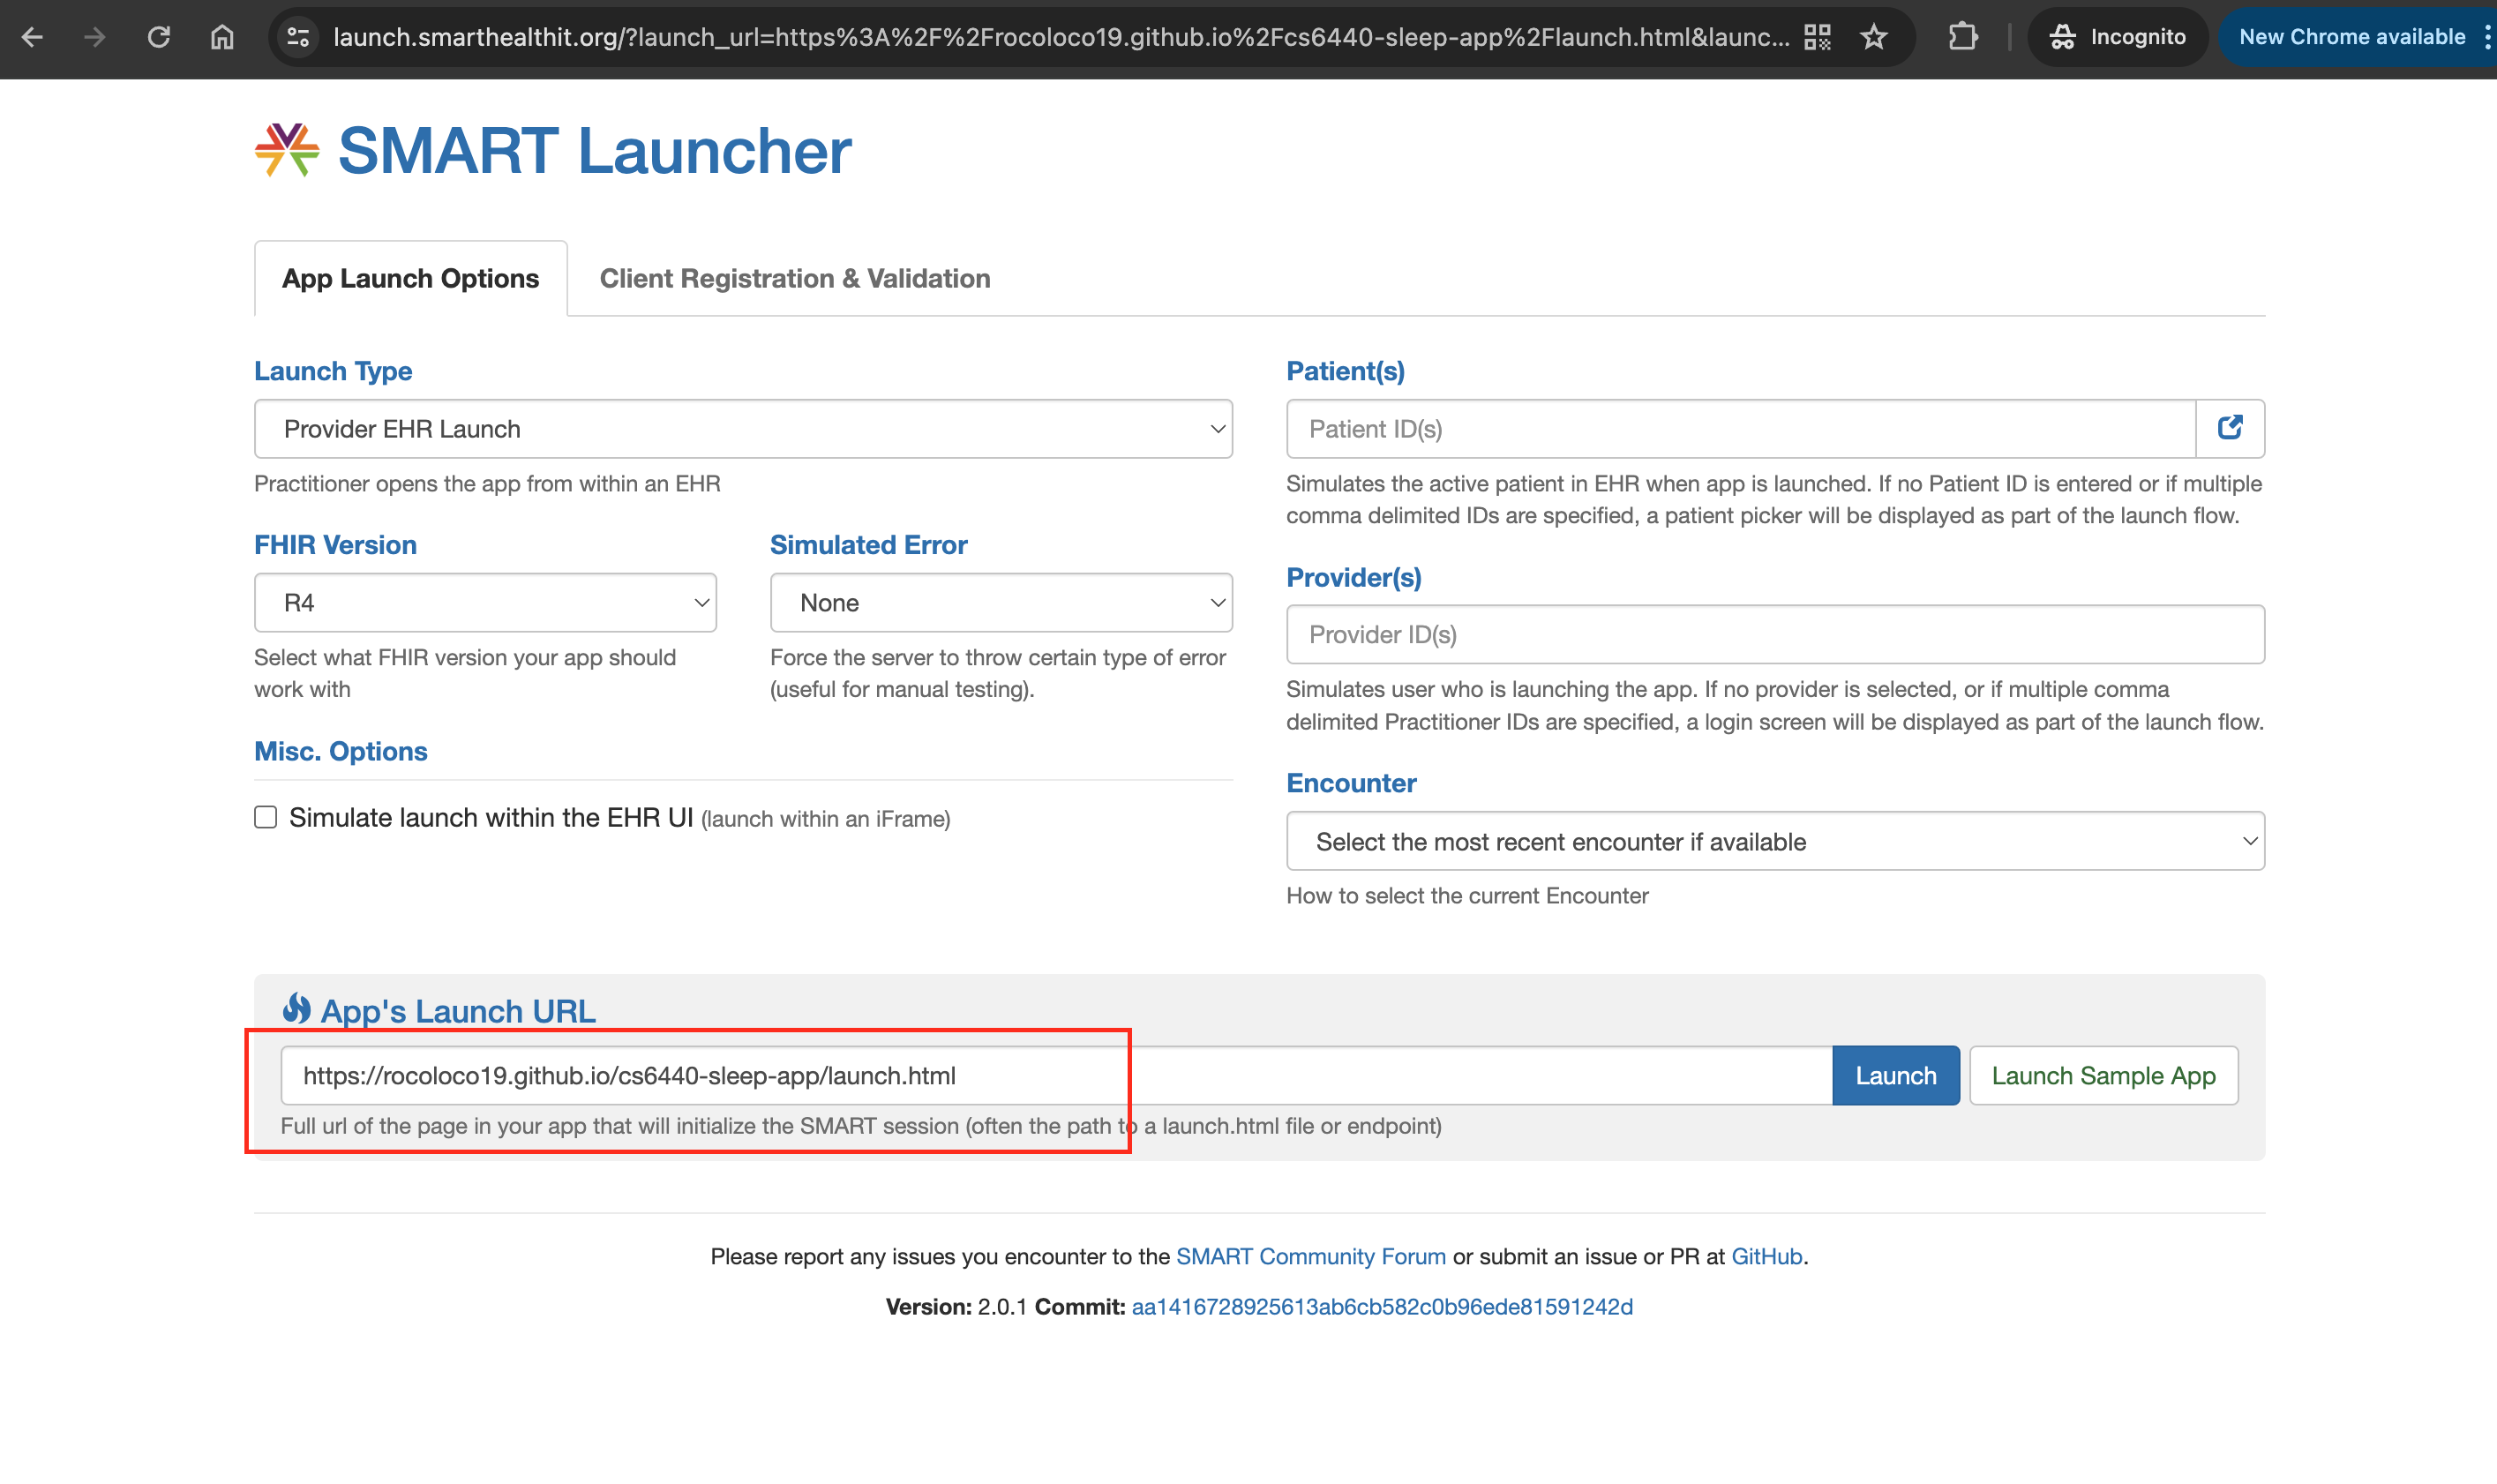 launch.smarthealthit.org/?launch_url=https%3A%2F%2Frocoloco19.github.io%2Fcs6440-sleep-app%2Flaunch.html&launc...
Incognito
New Chrome available
SMART Launcher
App Launch Options
Client Registration & Validation
Launch Type
Provider EHR Launch
Practitioner opens the app from within an EHR
FHIR Version
R4
Select what FHIR version your app should
work with
Simulated Error
None
Force the server to throw certain type of error
(useful for manual testing).
Misc. Options
Simulate launch within the EHR UI (launch within an iFrame)
Patient(s)
Patient ID(s)
Simulates the active patient in EHR when app is launched. If no Patient ID is entered or if multiple
comma delimited IDs are specified, a patient picker will be displayed as part of the launch flow.
Provider(s)
Provider ID(s)
Simulates user who is launching the app. If no provider is selected, or if multiple comma
delimited Practitioner IDs are specified, a login screen will be displayed as part of the launch flow.
Encounter
Select the most recent encounter if available
How to select the current Encounter
App's Launch URL
https://rocoloco19.github.io/cs6440-sleep-app/launch.html
Launch
Launch Sample App
Full url of the page in your app that will initialize the SMART session (often the path to a launch.html file or endpoint)
Please report any issues you encounter to the SMART Community Forum or submit an issue or PR at GitHub.
Version: 2.0.1 Commit: aa1416728925613ab6cb582c0b96ede81591242d